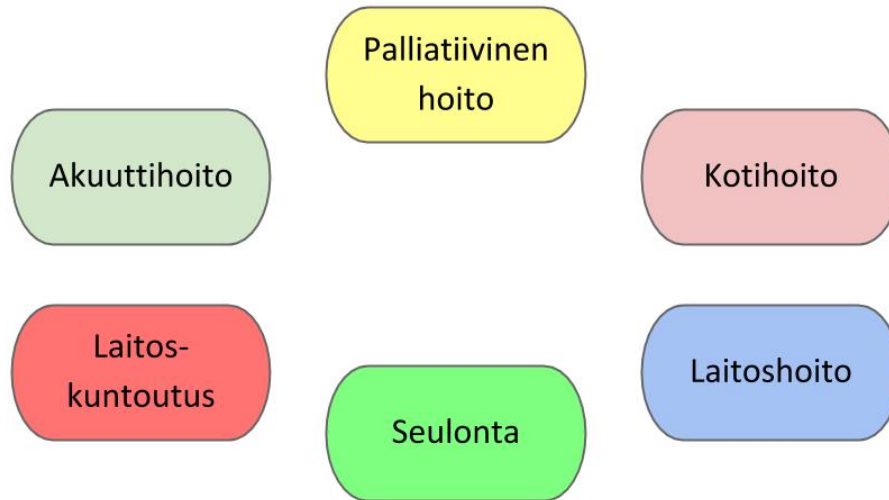 Palliatiivinen
hoito
Akuuttihoito
Kotihoito
Laitos-
kuntoutus
Laitoshoito
Seulonta